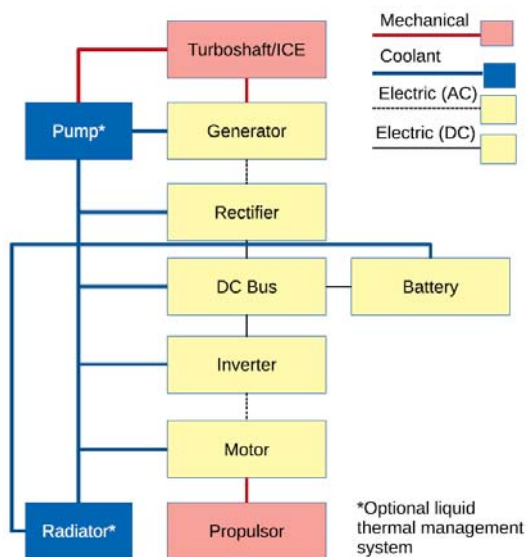 Turboshaft/ICE
Mechanical
Coolant
Electric (AC)
Electric (DC)
Pump*
Generator
Rectifier
DC Bus
Battery
Inverter
Motor
Radiator*
Propulsor
*Optional liquid
thermal management
system